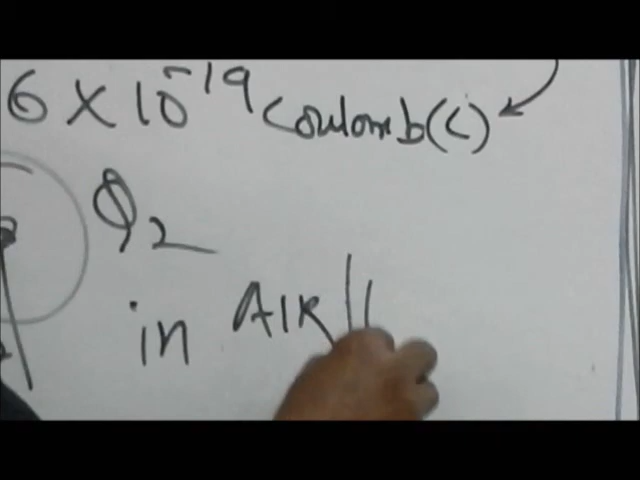 6 X 10⁻¹⁹ Coulomb(C)
Q₂
in AIR ||